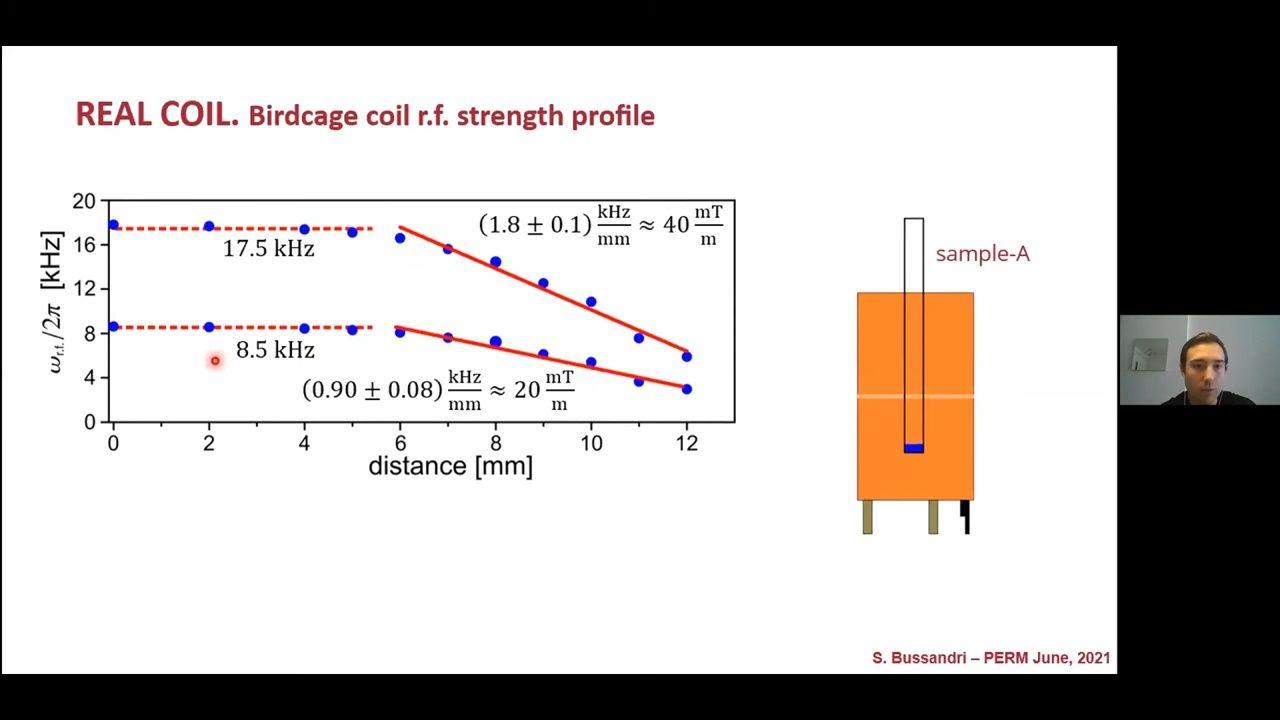 REAL COIL. Birdcage coil r.f. strength profile
20
16
12
8
4
0
ω_r.f./2π [kHz]
(1.8 ± 0.1) kHz/mm ≈ 40 mT/m
17.5 kHz
8.5 kHz
(0.90 ± 0.08) kHz/mm ≈ 20 mT/m
0 2 4 6 8 10 12
distance [mm]
sample-A
S. Bussandri – PERM June, 2021